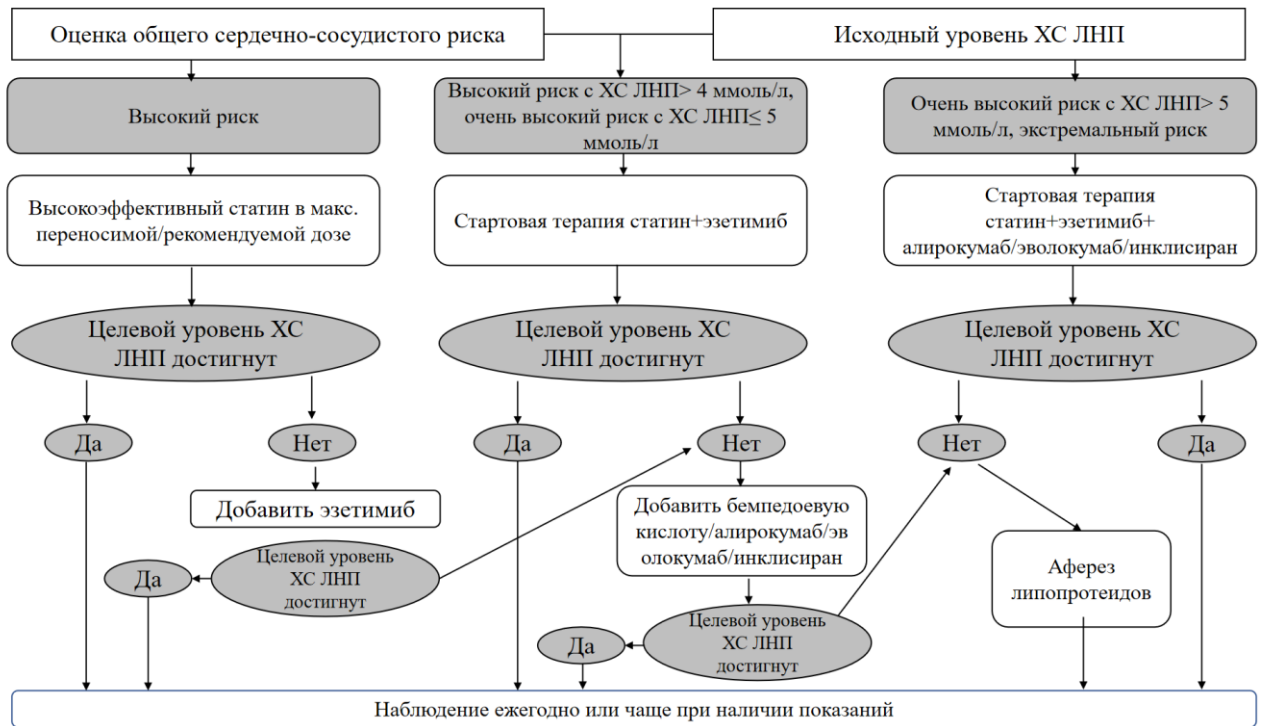 Оценка общего сердечно-сосудистого риска
Исходный уровень ХС ЛНП
Высокий риск
Высокий риск с ХС ЛНП> 4 ммоль/л,
очень высокий риск с ХС ЛНП≤ 5
ммоль/л
Очень высокий риск с ХС ЛНП> 5
ммоль/л, экстремальный риск
Высокоэффективный статин в макс.
переносимой/рекомендуемой дозе
Стартовая терапия статин+эзетимиб
Стартовая терапия
статин+эзетимиб+
алирокумаб/эволокумаб/инклисиран
Целевой уровень ХС
ЛНП достигнут
Целевой уровень ХС
ЛНП достигнут
Целевой уровень ХС
ЛНП достигнут
Да
Нет
Да
Нет
Нет
Да
Добавить эзетимиб
Добавить бемпедоевую
кислоту/алирокумаб/эв
олокумаб/инклисиран
Целевой уровень
ХС ЛНП
достигнут
Да
Аферез
липопротеидов
Целевой уровень
ХС ЛНП
достигнут
Да
Наблюдение ежегодно или чаще при наличии показаний